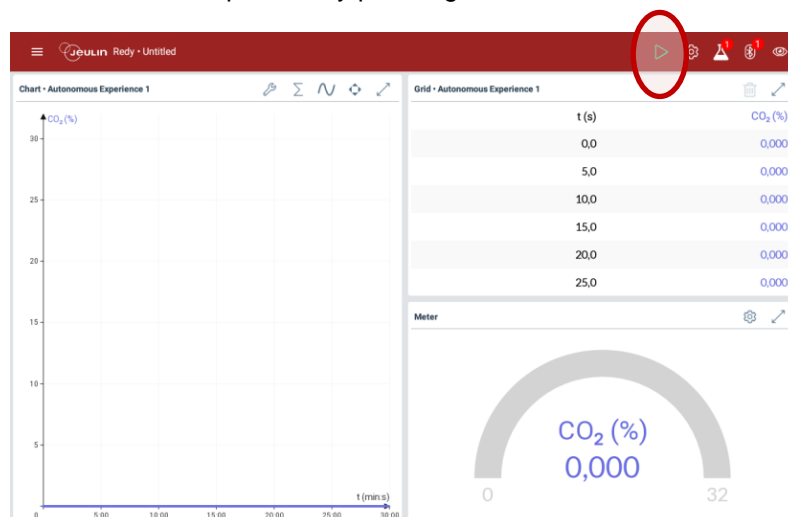 Jeulin Redy • Untitled
1
1
Chart • Autonomous Experience 1
CO₂ (%)
30
25
20
15
10
5
t (min:s)
0 5:00 10:00 15:00 20:00 25:00 30:00
Grid • Autonomous Experience 1
t (s) CO₂ (%)
0,0 0,000
5,0 0,000
10,0 0,000
15,0 0,000
20,0 0,000
25,0 0,000
Meter
CO₂ (%)
0,000
0 32